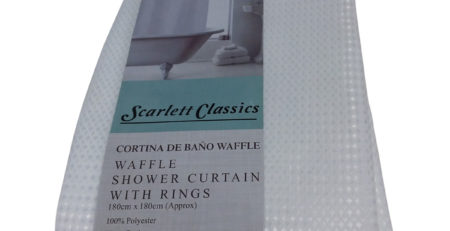 Scarlett Classics
CORTINA DE BAÑO WAFFLE
WAFFLE
SHOWER CURTAIN
WITH RINGS
180cm x 180cm (Approx)
100% Polyester